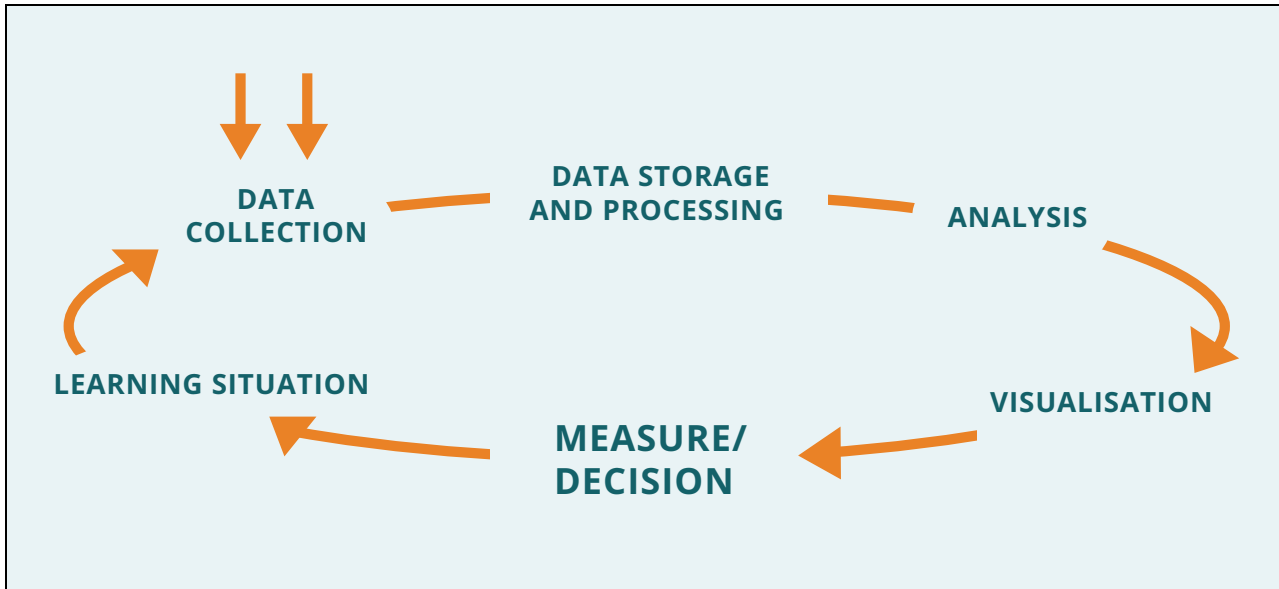 DATA
COLLECTION
DATA STORAGE
AND PROCESSING
ANALYSIS
VISUALISATION
MEASURE/
DECISION
LEARNING SITUATION